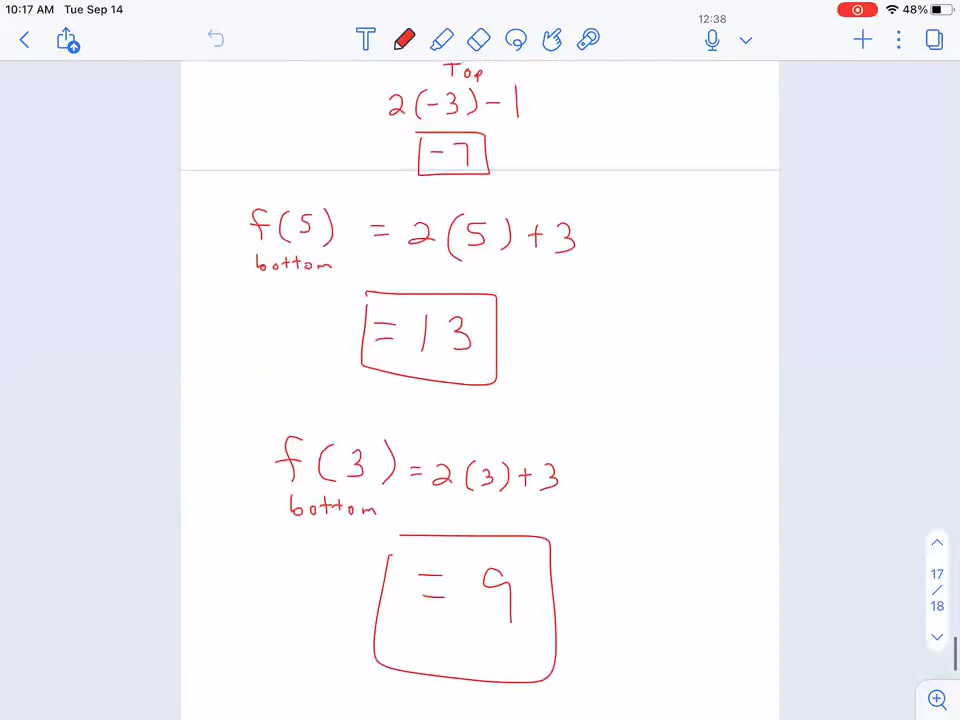 10:17 AM Tue Sep 14
48%
12:38
T
Top
2(-3)-1
-7
f(5) = 2(5)+3
bottom
= 13
f(3) = 2(3)+3
bottom
= 9
17
/
18